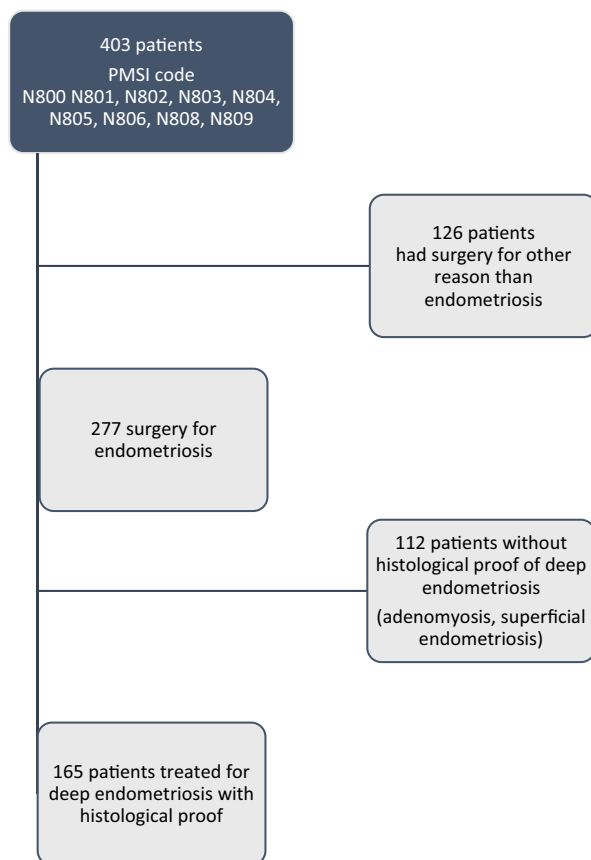 403 patients
PMSI code
N800 N801, N802, N803, N804,
N805, N806, N808, N809
126 patients
had surgery for other
reason than
endometriosis
277 surgery for
endometriosis
112 patients without
histological proof of deep
endometriosis
(adenomyosis, superficial
endometriosis)
165 patients treated for
deep endometriosis with
histological proof